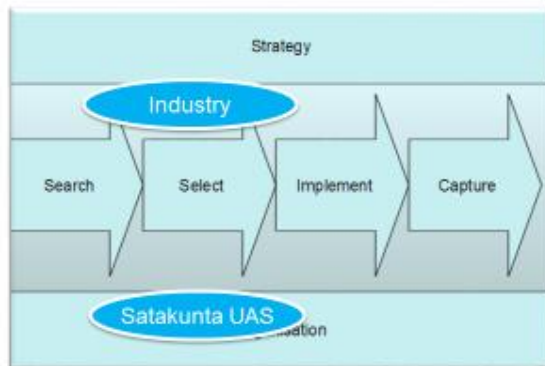 Strategy
Industry
Search
Select
Implement
Capture
Satakunta UAS